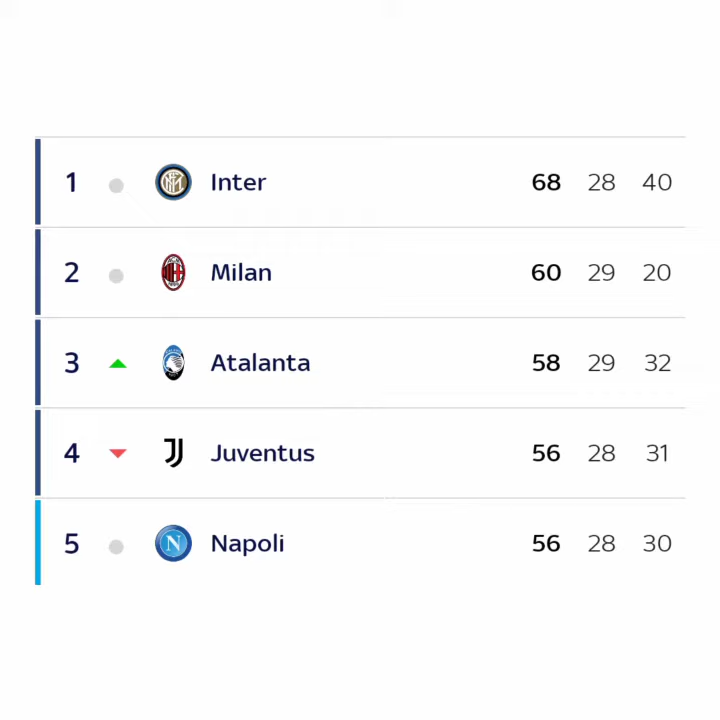 1 Inter 68 28 40
2 Milan 60 29 20
3 Atalanta 58 29 32
4 Juventus 56 28 31
5 N Napoli 56 28 30